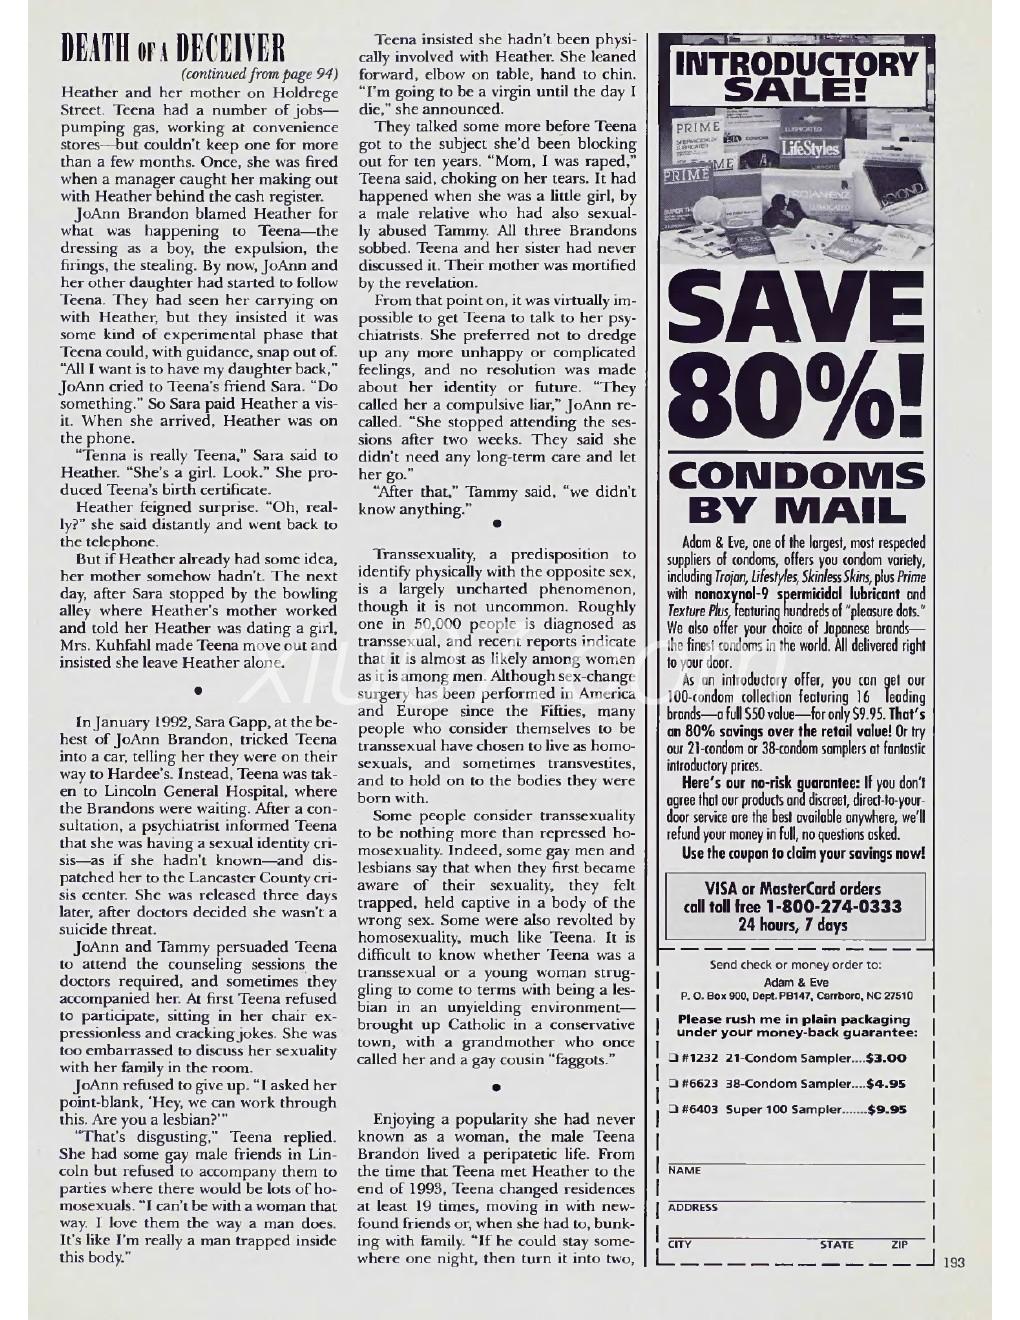 DEATH OF A DECEIVER
(continued from page 94)
Heather and her mother on Holdrege
Street. Teena had a number of jobs—
pumping gas, working at convenience
stores—but couldn't keep one for more
than a few months. Once, she was fired
when a manager caught her making out
with Heather behind the cash register.
JoAnn Brandon blamed Heather for
what was happening to Teena—the
dressing as a boy, the expulsion, the
firings, the stealing. By now, JoAnn and
her other daughter had started to follow
Teena. They had seen her carrying on
with Heather, but they insisted it was
some kind of experimental phase that
Teena could, with guidance, snap out of.
"All I want is to have my daughter back,"
JoAnn cried to Teena's friend Sara. "Do
something." So Sara paid Heather a vis-
it. When she arrived, Heather was on
the phone.
"Tenna is really Teena," Sara said to
Heather. "She's a girl. Look." She pro-
duced Teena's birth certificate.
Heather feigned surprise. "Oh, real-
ly?" she said distantly and went back to
the telephone.
But if Heather already had some idea,
her mother somehow hadn't. The next
day, after Sara stopped by the bowling
alley where Heather's mother worked
and told her Heather was dating a girl,
Mrs. Kuhfahl made Teena move out and
insisted she leave Heather alone.
•
In January 1992, Sara Gapp, at the be-
hest of JoAnn Brandon, tricked Teena
into a car, telling her they were on their
way to Hardee's. Instead, Teena was tak-
en to Lincoln General Hospital, where
the Brandons were waiting. After a con-
sultation, a psychiatrist informed Teena
that she was having a sexual identity cri-
sis—as if she hadn't known—and dis-
patched her to the Lancaster County cri-
sis center. She was released three days
later, after doctors decided she wasn't a
suicide threat.
JoAnn and Tammy persuaded Teena
to attend the counseling sessions the
doctors required, and sometimes they
accompanied her. At first Teena refused
to participate, sitting in her chair ex-
pressionless and cracking jokes. She was
too embarrassed to discuss her sexuality
with her family in the room.
JoAnn refused to give up. "I asked her
point-blank, 'Hey, we can work through
this. Are you a lesbian?'"
"That's disgusting," Teena replied.
She had some gay male friends in Lin-
coln but refused to accompany them to
parties where there would be lots of ho-
mosexuals. "I can't be with a woman that
way. I love them the way a man does.
It's like I'm really a man trapped inside
this body."
Teena insisted she hadn't been physi-
cally involved with Heather. She leaned
forward, elbow on table, hand to chin.
"I'm going to be a virgin until the day I
die," she announced.
They talked some more before Teena
got to the subject she'd been blocking
out for ten years. "Mom, I was raped,"
Teena said, choking on her tears. It had
happened when she was a little girl, by
a male relative who had also sexual-
ly abused Tammy. All three Brandons
sobbed. Teena and her sister had never
discussed it. Their mother was mortified
by the revelation.
From that point on, it was virtually im-
possible to get Teena to talk to her psy-
chiatrists. She preferred not to dredge
up any more unhappy or complicated
feelings, and no resolution was made
about her identity or future. "They
called her a compulsive liar," JoAnn re-
called. "She stopped attending the ses-
sions after two weeks. They said she
didn't need any long-term care and let
her go."
"After that," Tammy said, "we didn't
know anything."
•
Transsexuality, a predisposition to
identify physically with the opposite sex,
is a largely uncharted phenomenon,
though it is not uncommon. Roughly
one in 50,000 people is diagnosed as
transsexual, and recent reports indicate
that it is almost as likely among women
as it is among men. Although sex-change
surgery has been performed in America
and Europe since the Fifties, many
people who consider themselves to be
transsexual have chosen to live as homo-
sexuals, and sometimes transvestites,
and to hold on to the bodies they were
born with.
Some people consider transsexuality
to be nothing more than repressed ho-
mosexuality. Indeed, some gay men and
lesbians say that when they first became
aware of their sexuality, they felt
trapped, held captive in a body of the
wrong sex. Some were also revolted by
homosexuality, much like Teena. It is
difficult to know whether Teena was a
transsexual or a young woman strug-
gling to come to terms with being a les-
bian in an unyielding environment—
brought up Catholic in a conservative
town, with a grandmother who once
called her and a gay cousin "faggots."
•
Enjoying a popularity she had never
known as a woman, the male Teena
Brandon lived a peripatetic life. From
the time that Teena met Heather to the
end of 1993, Teena changed residences
at least 19 times, moving in with new-
found friends or, when she had to, bunk-
ing with family. "If he could stay some-
where one night, then turn it into two,
INTRODUCTORY
SALE!
PRIME
LifeStyles
PRIME
SAVE
80%!
CONDOMS
BY MAIL
Adam & Eve, one of the largest, most respected
suppliers of condoms, offers you condom variety,
including Trojan, Lifestyles, Skinless Skins, plus Prime
with nonoxynol-9 spermicidal lubricant and
Texture Plus, featuring hundreds of "pleasure dots."
We also offer your choice of Japanese brands—
the finest condoms in the world. All delivered right
to your door.
As an introductory offer, you can get our
100-condom collection featuring 16 leading
brands—a full $50 value—for only $9.95. That's
an 80% savings over the retail value! Or try
our 21-condom or 38-condom samplers at fantastic
introductory prices.
Here's our no-risk guarantee: If you don't
agree that our products and discreet, direct-to-your-
door service are the best available anywhere, we'll
refund your money in full, no questions asked.
Use the coupon to claim your savings now!
VISA or MasterCard orders
call toll free 1-800-274-0333
24 hours, 7 days
Send check or money order to:
Adam & Eve
P. O. Box 900, Dept. PB147, Carrboro, NC 27510
Please rush me in plain packaging
under your money-back guarantee:
❏ #1232 21-Condom Sampler....$3.00
❏ #6623 38-Condom Sampler....$4.95
❏ #6403 Super 100 Sampler.......$9.95
NAME
ADDRESS
CITY STATE ZIP
193